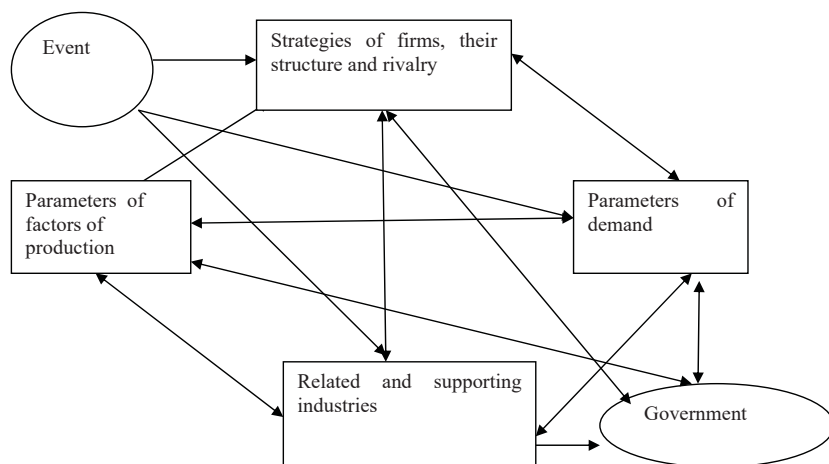 Event
Strategies of firms, their
structure and rivalry
Parameters of
factors of
production
Parameters of
demand
Related and supporting
industries
Government